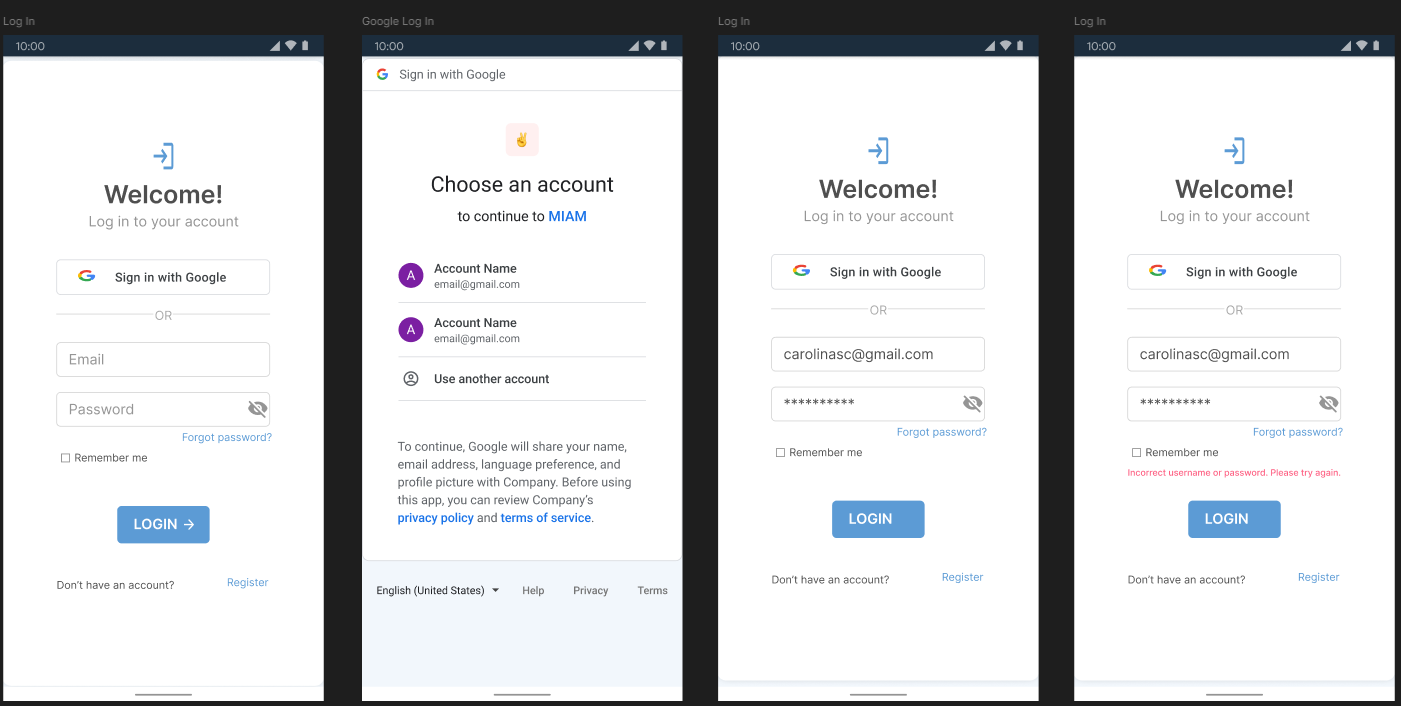 Log In
10:00
Welcome!
Log in to your account
Sign in with Google
OR
Email
Password
Forgot password?
Remember me
LOGIN →
Don't have an account?
Register
Google Log In
10:00
Sign in with Google
Choose an account
to continue to MIAM
A
Account Name
email@gmail.com
A
Account Name
email@gmail.com
Use another account
To continue, Google will share your name,
email address, language preference, and
profile picture with Company. Before using
this app, you can review Company's
privacy policy and terms of service.
English (United States)
Help
Privacy
Terms
Log In
10:00
Welcome!
Log in to your account
Sign in with Google
OR
carolinasc@gmail.com
**********
Forgot password?
Remember me
LOGIN
Don't have an account?
Register
Log In
10:00
Welcome!
Log in to your account
Sign in with Google
OR
carolinasc@gmail.com
**********
Forgot password?
Remember me
Incorrect username or password. Please try again.
LOGIN
Don't have an account?
Register